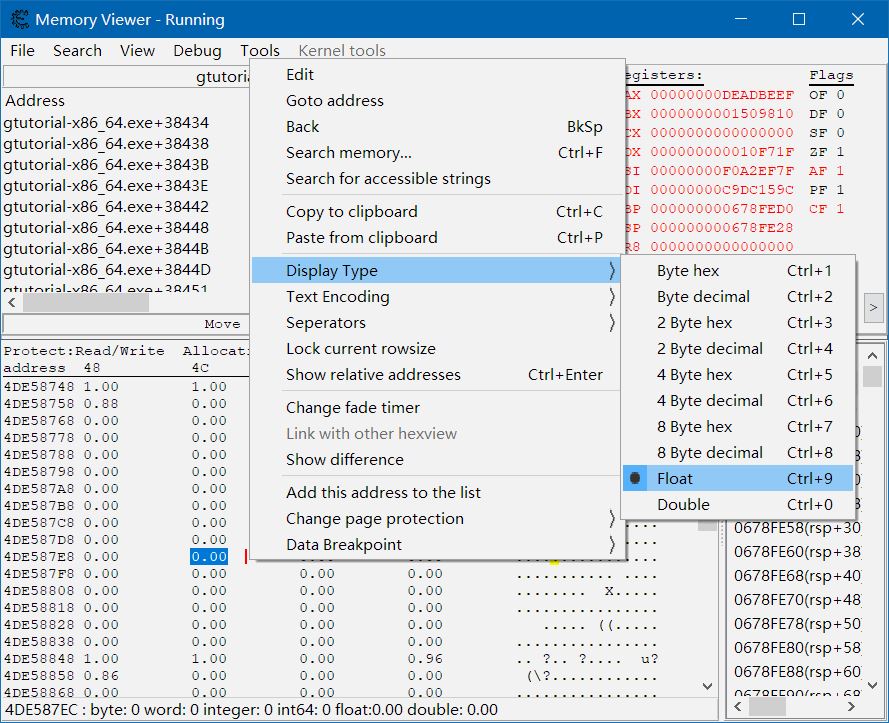 Memory Viewer - Running
File Search View Debug Tools Kernel tools
gtutoria
Address
gtutorial-x86_64.exe+38434
gtutorial-x86_64.exe+38438
gtutorial-x86_64.exe+3843B
gtutorial-x86_64.exe+3843E
gtutorial-x86_64.exe+38442
gtutorial-x86_64.exe+38448
gtutorial-x86_64.exe+3844B
gtutorial-x86_64.exe+3844D
gtutorial-x86_64.exe+38451
Move
Edit
Goto address
Back BkSp
Search memory... Ctrl+F
Search for accessible strings
Copy to clipboard Ctrl+C
Paste from clipboard Ctrl+P
Display Type
Text Encoding
Seperators
Lock current rowsize
Show relative addresses Ctrl+Enter
Change fade timer
Link with other hexview
Show difference
Add this address to the list
Change page protection
Data Breakpoint
egisters: Flags
AX 00000000DEADBEEF OF 0
BX 0000000001509810 DF 0
CX 0000000000000000 SF 0
DX 000000000010F71F ZF 1
SI 00000000F0A2EF7F AF 1
DI 00000000C9DC159C PF 1
BP 00000000678FED0 CF 1
SP 00000000678FE28
R8 0000000000000000
Byte hex Ctrl+1
Byte decimal Ctrl+2
2 Byte hex Ctrl+3
2 Byte decimal Ctrl+4
4 Byte hex Ctrl+5
4 Byte decimal Ctrl+6
8 Byte hex Ctrl+7
8 Byte decimal Ctrl+8
Float Ctrl+9
Double Ctrl+0
Protect:Read/Write Allocati
address 48 4C
4DE58748 1.00 1.00
4DE58758 0.88 0.00
4DE58768 0.00 0.00
4DE58778 0.00 0.00
4DE58788 0.00 0.00
4DE58798 0.00 0.00
4DE587A8 0.00 0.00
4DE587B8 0.00 0.00
4DE587C8 0.00 0.00
4DE587D8 0.00 0.00
4DE587E8 0.00 0.00
4DE587F8 0.00 0.00 0.00 0.00 ........... ....
4DE58808 0.00 0.00 0.00 0.00 ........ X.....
4DE58818 0.00 0.00 0.00 0.00 ................
4DE58828 0.00 0.00 0.00 0.00 ..... ((.....
4DE58838 0.00 0.00 0.00 0.00 ................
4DE58848 1.00 1.00 0.00 0.96 .. ?.. ?.... u?
4DE58858 0.86 0.00 0.00 0.00 (\?............
4DE58868 0.00 0.00 0.00 0.00 ................
0678FE58(rsp+30)
0678FE60(rsp+38)
0678FE68(rsp+40)
0678FE70(rsp+48)
0678FE78(rsp+50)
0678FE80(rsp+58)
0678FE88(rsp+60)
0678FE90(rsp+68)
4DE587EC : byte: 0 word: 0 integer: 0 int64: 0 float:0.00 double: 0.00